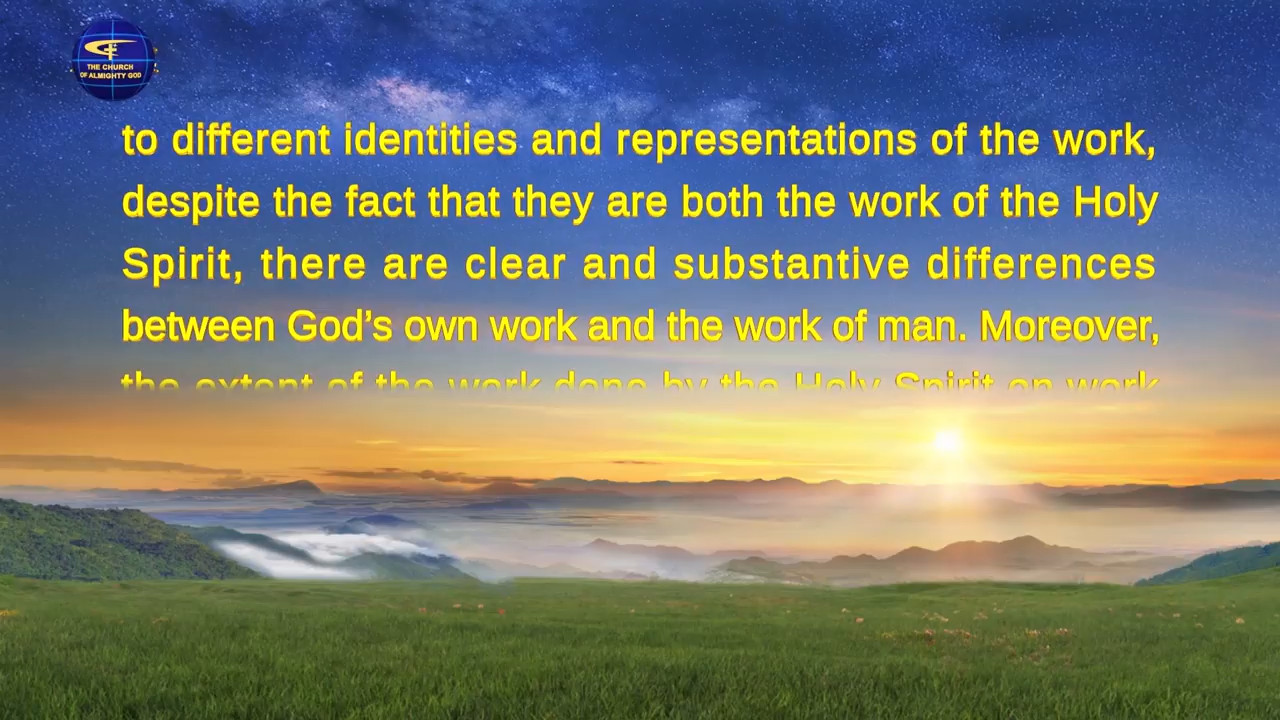 THE CHURCH
OF ALMIGHTY GOD
to different identities and representations of the work,
despite the fact that they are both the work of the Holy
Spirit, there are clear and substantive differences
between God’s own work and the work of man. Moreover,
the extent of the work done by the Holy Spirit on work